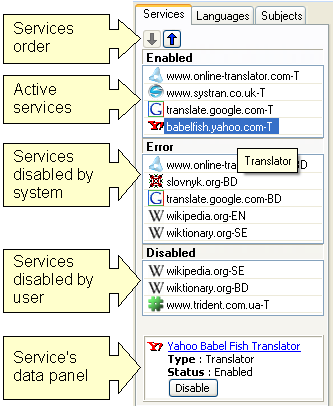 Services
order
Active
services
Services
disabled by
system
Services
disabled by
user
Service's
data panel
Services Languages Subjects
Enabled
www.online-translator.com-T
www.systran.co.uk-T
translate.google.com-T
babelfish.yahoo.com-T
Error
www.online-tran
Translator
slovnyk.org-BD
translate.google.com-BD
wikipedia.org-EN
wiktionary.org-SE
Disabled
wikipedia.org-SE
wiktionary.org-BD
www.trident.com.ua-T
Yahoo Babel Fish Translator
Type : Translator
Status : Enabled
Disable